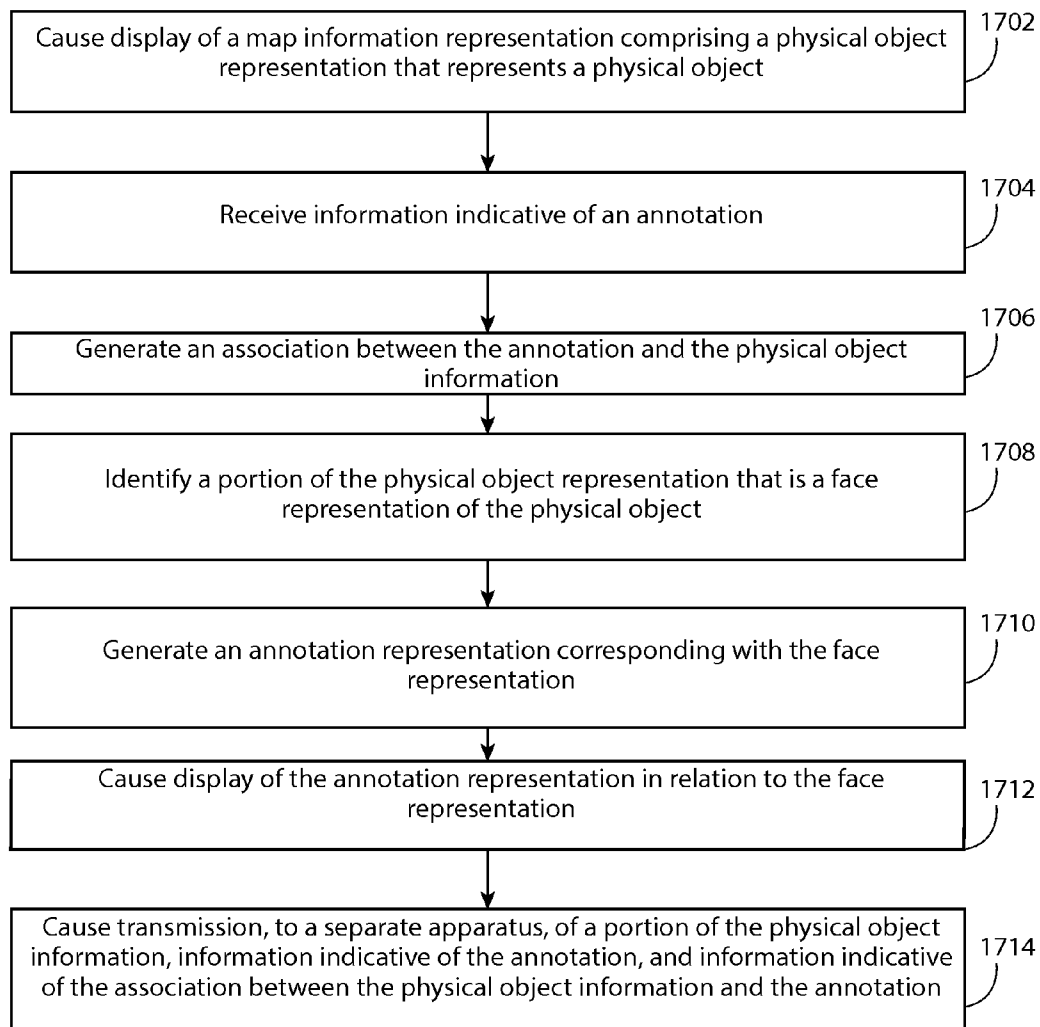 Cause display of a map information representation comprising a physical object
representation that represents a physical object
1702
Receive information indicative of an annotation
1704
Generate an association between the annotation and the physical object
information
1706
Identify a portion of the physical object representation that is a face
representation of the physical object
1708
Generate an annotation representation corresponding with the face
representation
1710
Cause display of the annotation representation in relation to the face
representation
1712
Cause transmission, to a separate apparatus, of a portion of the physical object
information, information indicative of the annotation, and information indicative
of the association between the physical object information and the annotation
1714